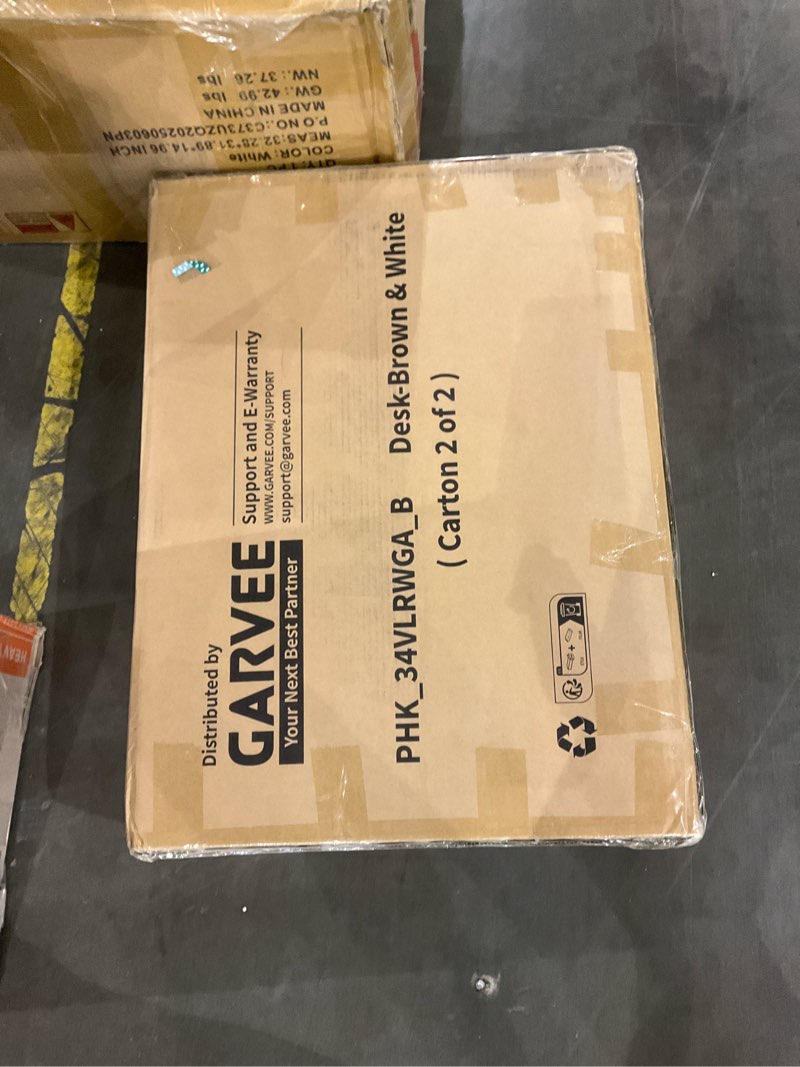 Distributed by
GARVEE
Your Next Best Partner
Support and E-Warranty
WWW.GARVEE.COM/SUPPORT
support@garvee.com
PHK_34VLRWGA_B Desk-Brown & White
( Carton 2 of 2 )
COLOR: White
MEAS:32.28*31.89*14.96 INCH
P.O NO.:C373UZQ20250603PN
MADE IN CHINA
GW.: 42.99 lbs
NW.: 37.26 lbs